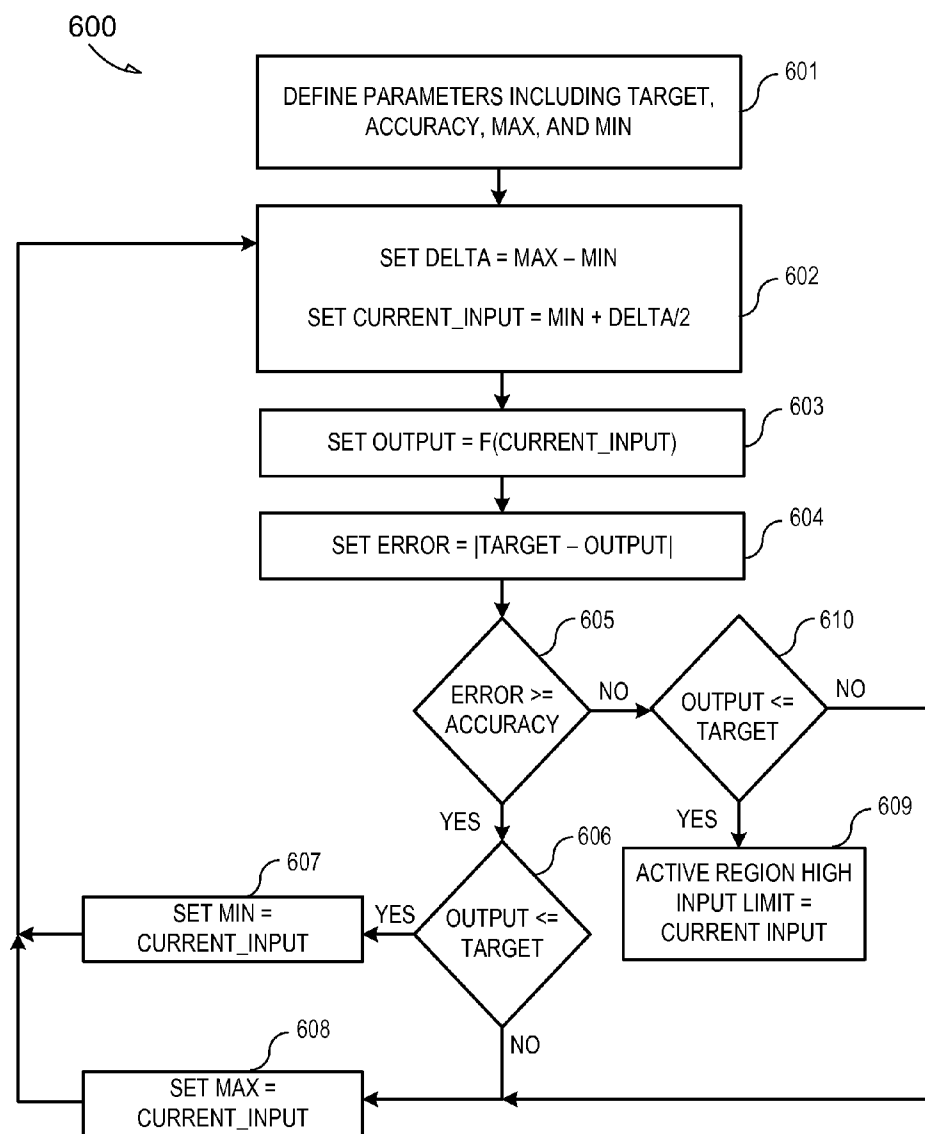 600
601
DEFINE PARAMETERS INCLUDING TARGET,
ACCURACY, MAX, AND MIN
602
SET DELTA = MAX – MIN
SET CURRENT_INPUT = MIN + DELTA/2
603
SET OUTPUT = F(CURRENT_INPUT)
604
SET ERROR = |TARGET – OUTPUT|
605
ERROR >=
ACCURACY
NO
610
OUTPUT <=
TARGET
NO
YES
YES
609
ACTIVE REGION HIGH
INPUT LIMIT =
CURRENT INPUT
606
OUTPUT <=
TARGET
YES
607
SET MIN =
CURRENT_INPUT
NO
608
SET MAX =
CURRENT_INPUT